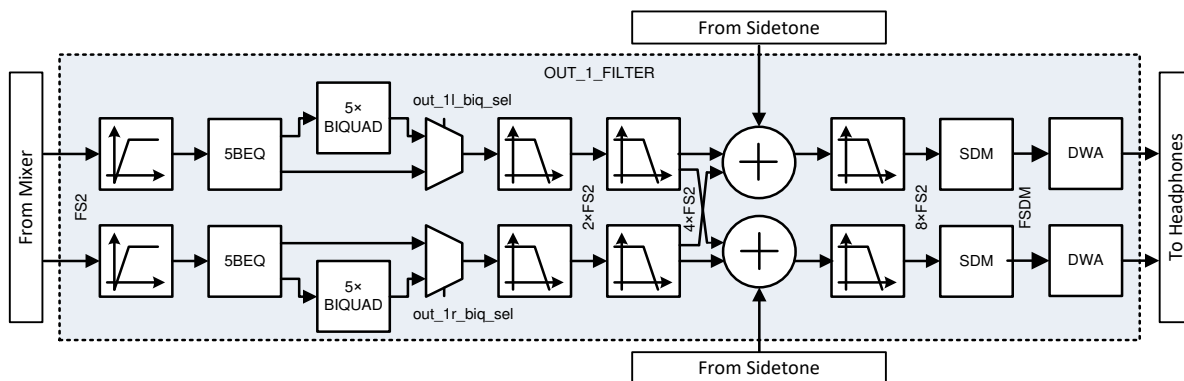 From Sidetone
OUT_1_FILTER
From Mixer
To Headphones
5×
BIQUAD
out_1l_biq_sel
5BEQ
SDM
DWA
FS2
2×FS2
4×FS2
8×FS2
FSDM
5BEQ
5×
BIQUAD
out_1r_biq_sel
SDM
DWA
From Sidetone